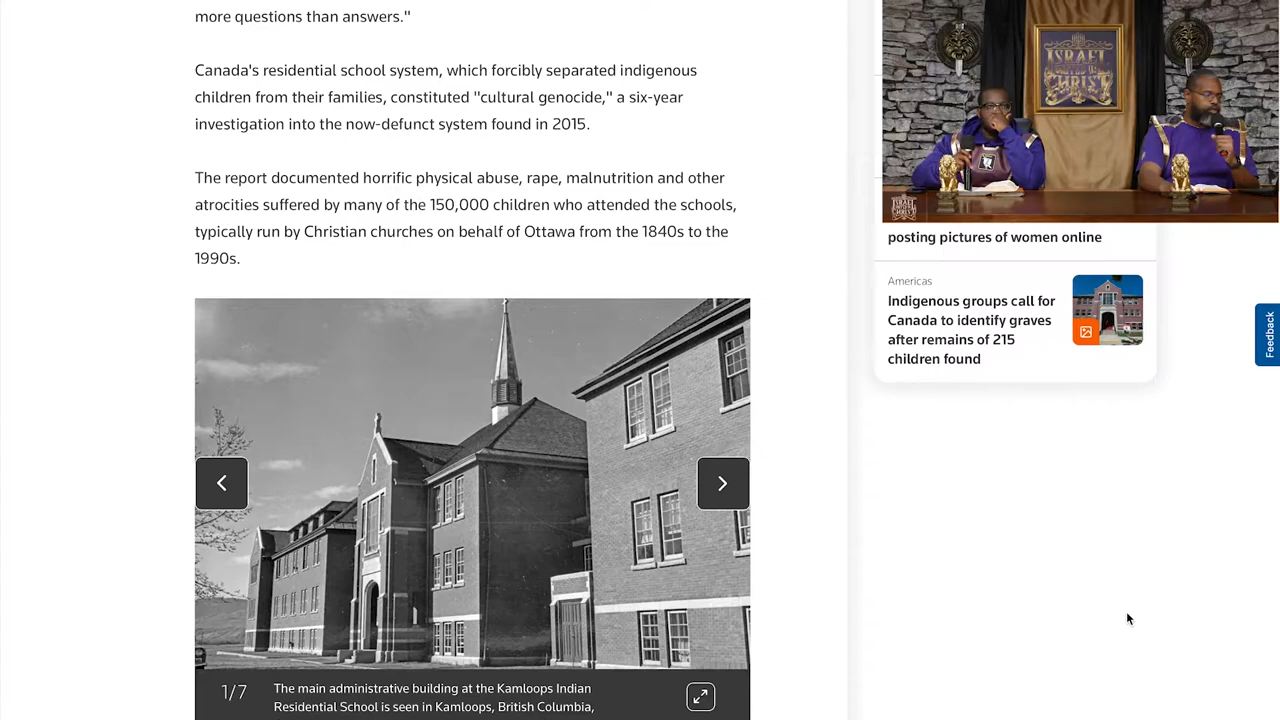 more questions than answers."
Canada's residential school system, which forcibly separated indigenous
children from their families, constituted "cultural genocide," a six-year
investigation into the now-defunct system found in 2015.
The report documented horrific physical abuse, rape, malnutrition and other
atrocities suffered by many of the 150,000 children who attended the schools,
typically run by Christian churches on behalf of Ottawa from the 1840s to the
1990s.
1/7
The main administrative building at the Kamloops Indian
Residential School is seen in Kamloops, British Columbia,
ISRAEL
UNITED IN
CHRIST
posting pictures of women online
Americas
Indigenous groups call for
Canada to identify graves
after remains of 215
children found
Feedback